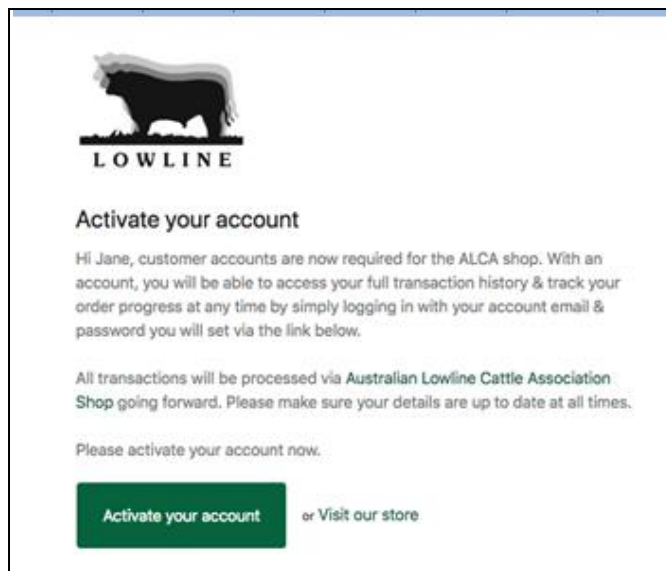 LOWLINE
Activate your account
Hi Jane, customer accounts are now required for the ALCA shop. With an
account, you will be able to access your full transaction history & track your
order progress at any time by simply logging in with your account email &
password you will set via the link below.
All transactions will be processed via Australian Lowline Cattle Association
Shop going forward. Please make sure your details are up to date at all times.
Please activate your account now.
Activate your account or Visit our store